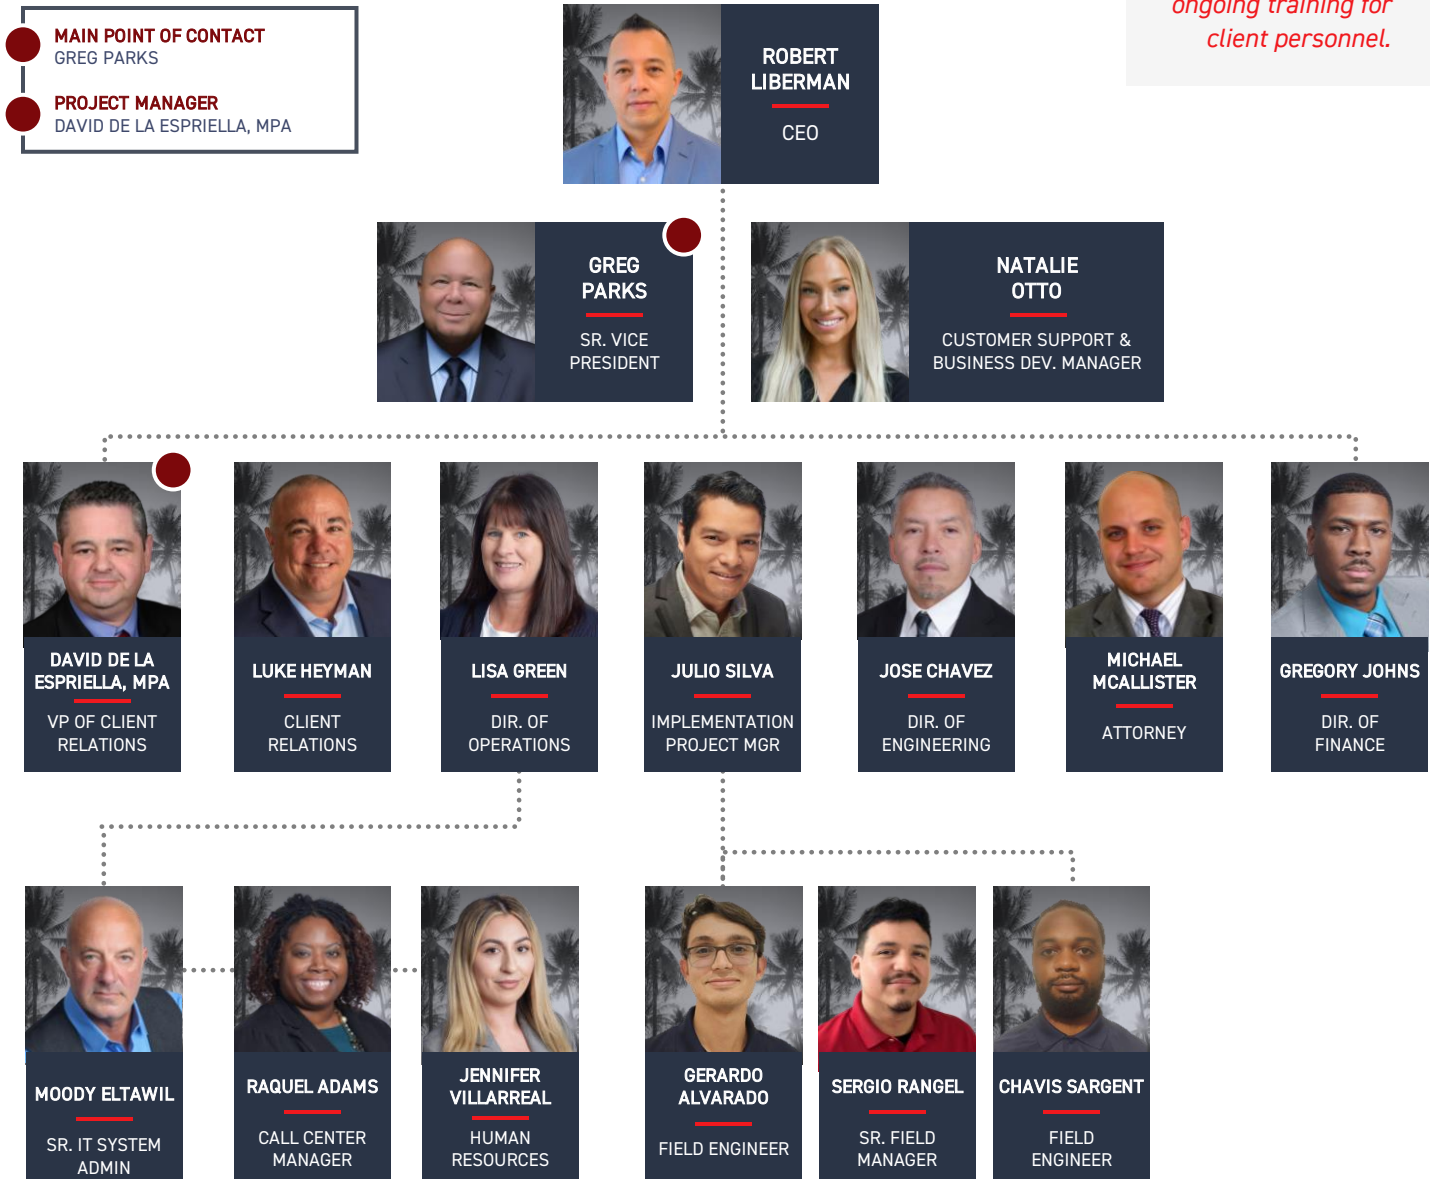 MAIN POINT OF CONTACT
GREG PARKS
PROJECT MANAGER
DAVID DE LA ESPRIELLA, MPA
ongoing training for
client personnel.
ROBERT
LIBERMAN
CEO
GREG
PARKS
SR. VICE
PRESIDENT
NATALIE
OTTO
CUSTOMER SUPPORT &
BUSINESS DEV. MANAGER
DAVID DE LA
ESPRIELLA, MPA
VP OF CLIENT
RELATIONS
LUKE HEYMAN
CLIENT
RELATIONS
LISA GREEN
DIR. OF
OPERATIONS
JULIO SILVA
IMPLEMENTATION
PROJECT MGR
JOSE CHAVEZ
DIR. OF
ENGINEERING
MICHAEL
MCALLISTER
ATTORNEY
GREGORY JOHNS
DIR. OF
FINANCE
MOODY ELTAWIL
SR. IT SYSTEM
ADMIN
RAQUEL ADAMS
CALL CENTER
MANAGER
JENNIFER
VILLARREAL
HUMAN
RESOURCES
GERARDO
ALVARADO
FIELD ENGINEER
SERGIO RANGEL
SR. FIELD
MANAGER
CHAVIS SARGENT
FIELD
ENGINEER